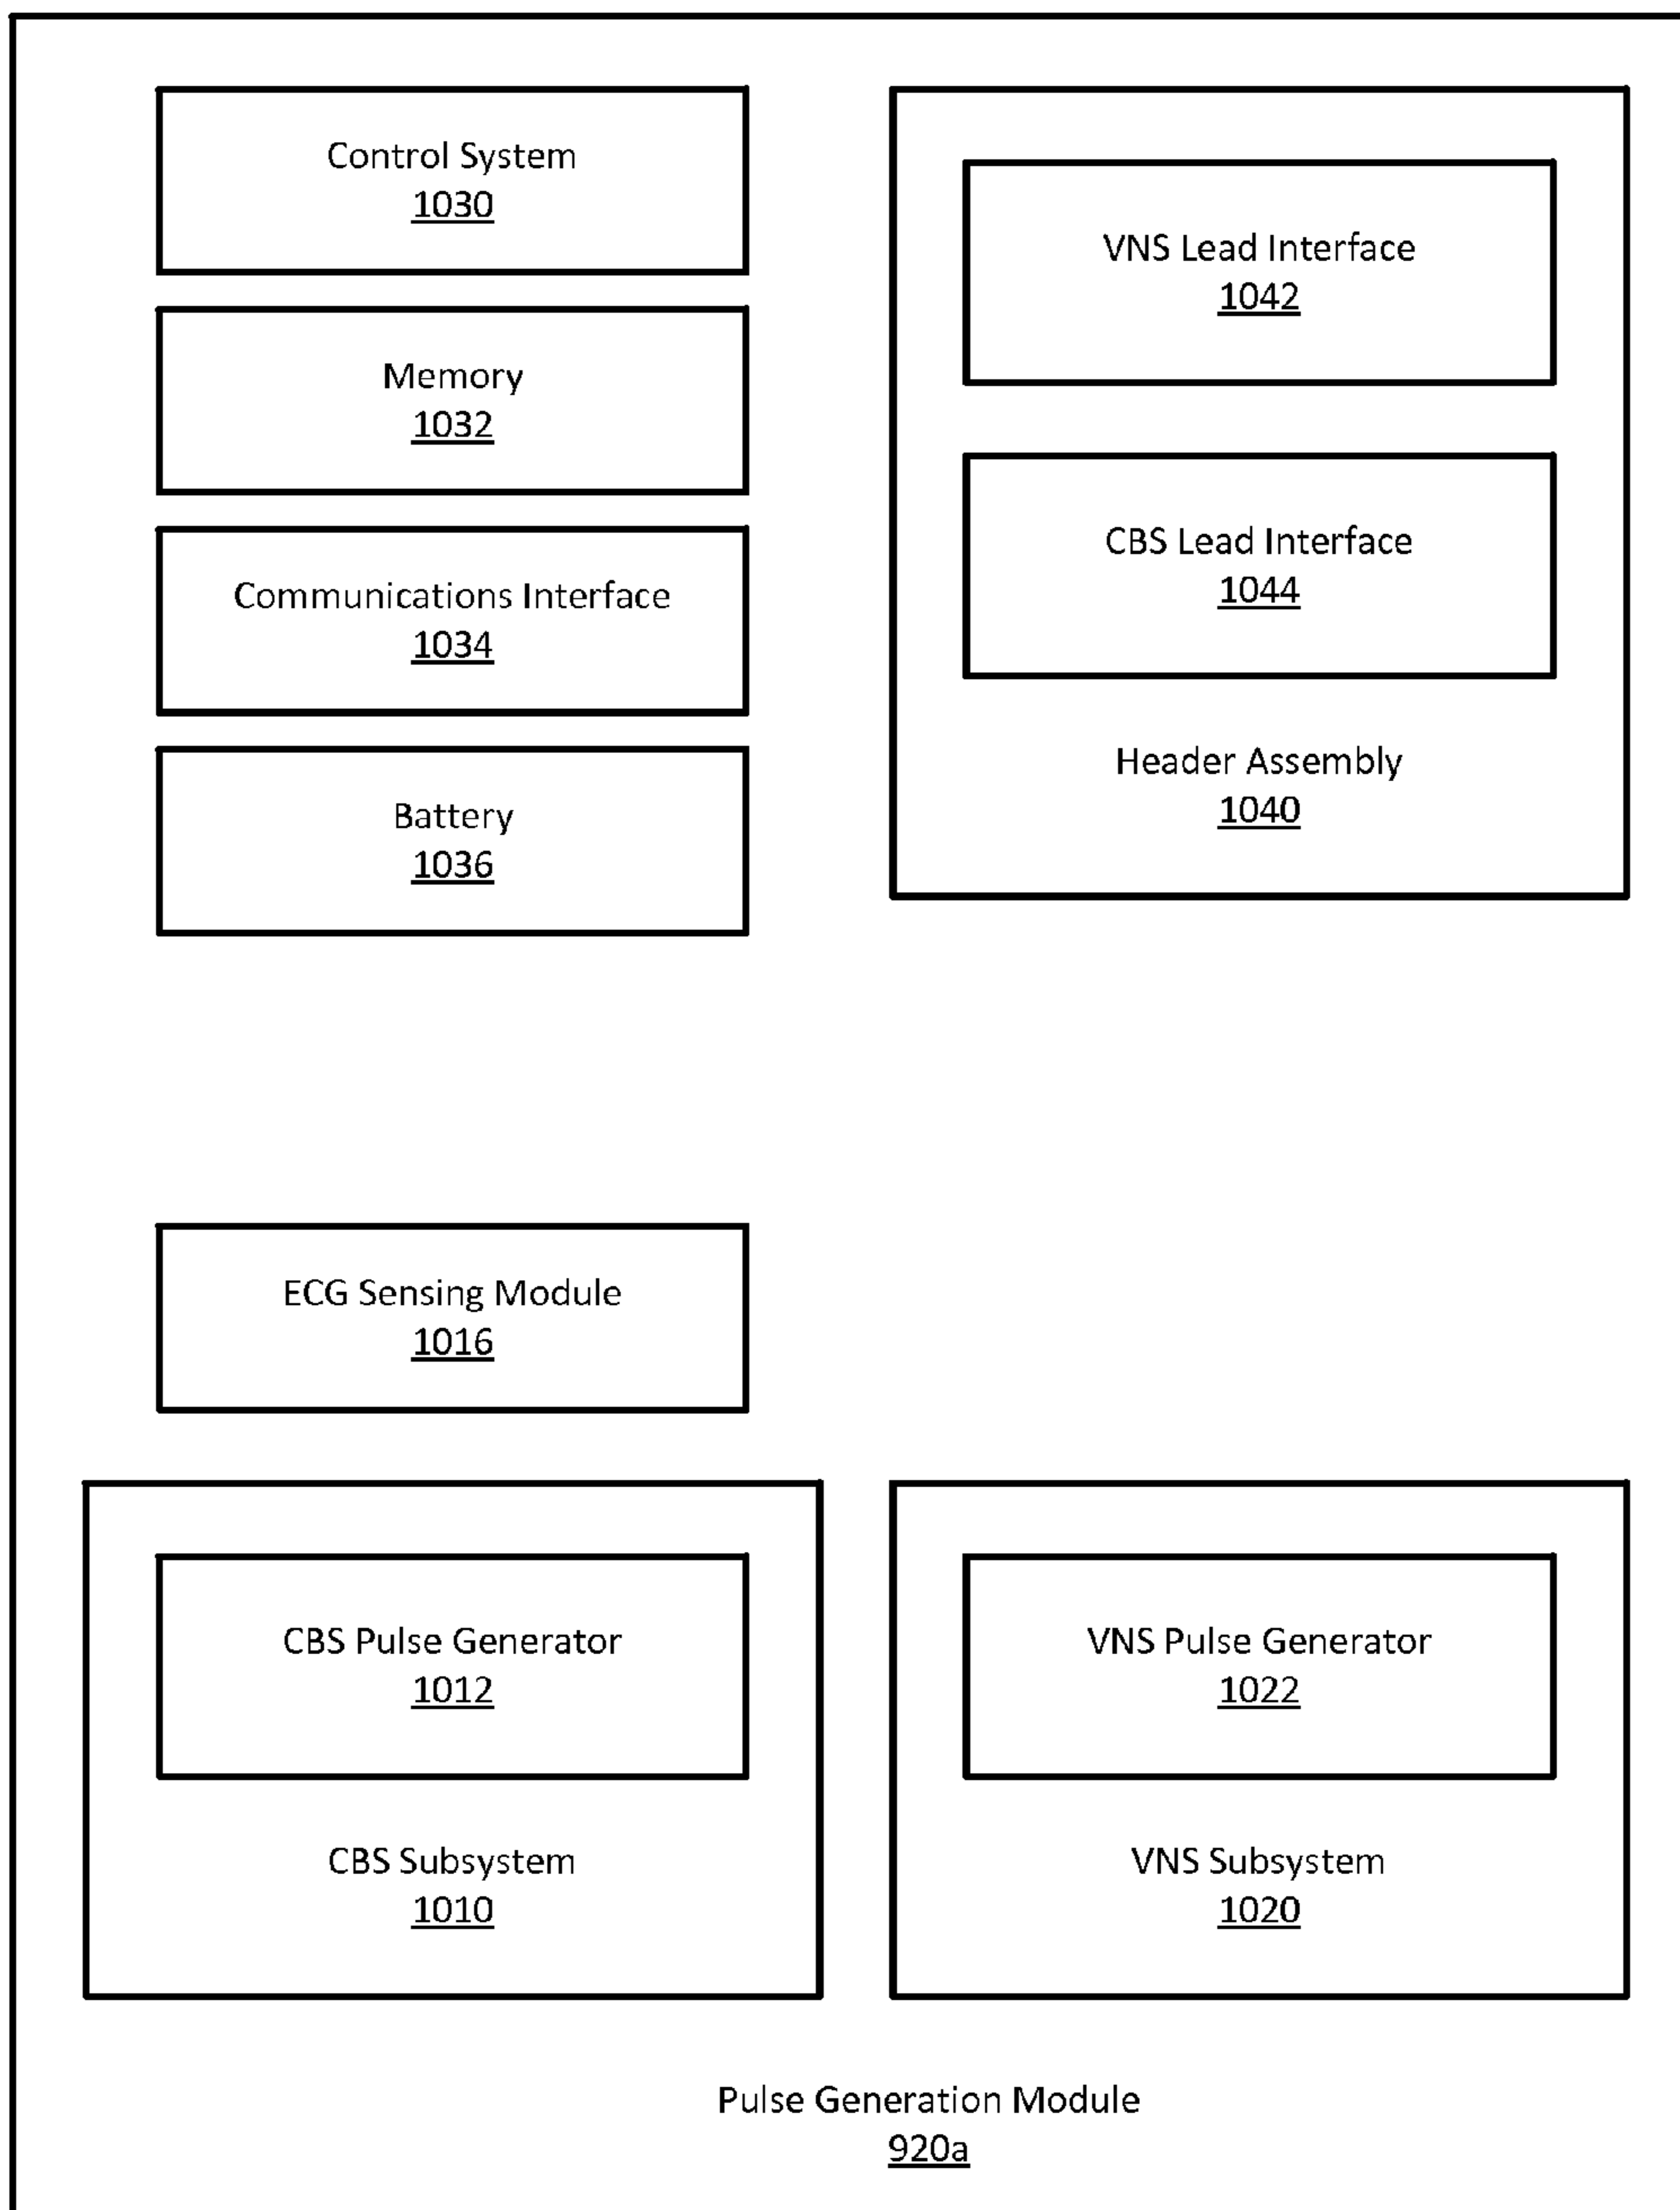 Control System
1030
Memory
1032
Communications Interface
1034
Battery
1036
VNS Lead Interface
1042
CBS Lead Interface
1044
Header Assembly
1040
ECG Sensing Module
1016
CBS Pulse Generator
1012
CBS Subsystem
1010
VNS Pulse Generator
1022
VNS Subsystem
1020
Pulse Generation Module
920a